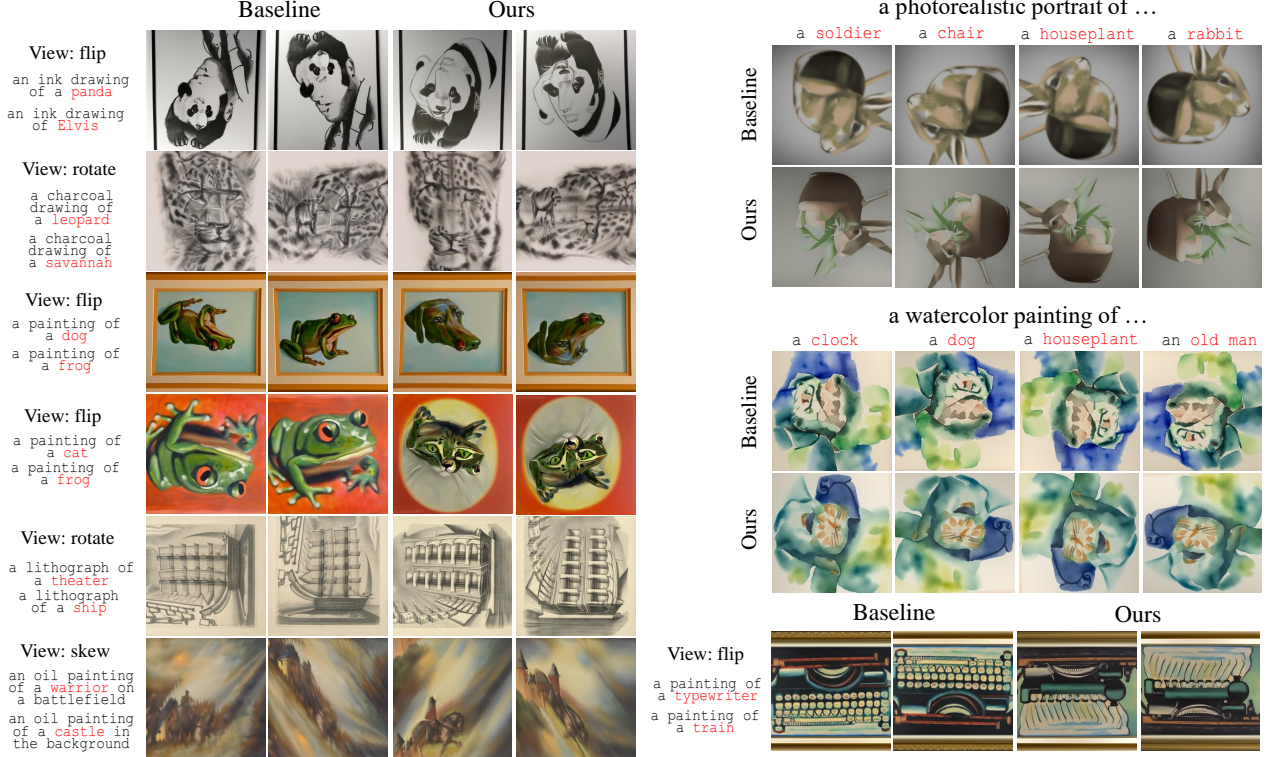 Baseline
Ours
View: flip
an ink drawing
of a panda
an ink drawing
of Elvis
View: rotate
a charcoal
drawing of
a leopard
a charcoal
drawing of
a savannah
View: flip
a painting of
a dog
a painting of
a frog
View: flip
a painting of
a cat
a painting of
a frog
View: rotate
a lithograph of
a theater
a lithograph
of a ship
View: skew
an oil painting
of a warrior on
a battlefield
an oil painting
of a castle in
the background
a photorealistic portrait of …
a soldier
a chair
a houseplant
a rabbit
Baseline
Ours
a watercolor painting of …
a clock
a dog
a houseplant
an old man
Baseline
Ours
Baseline
Ours
View: flip
a painting of
a typewriter
a painting of
a train